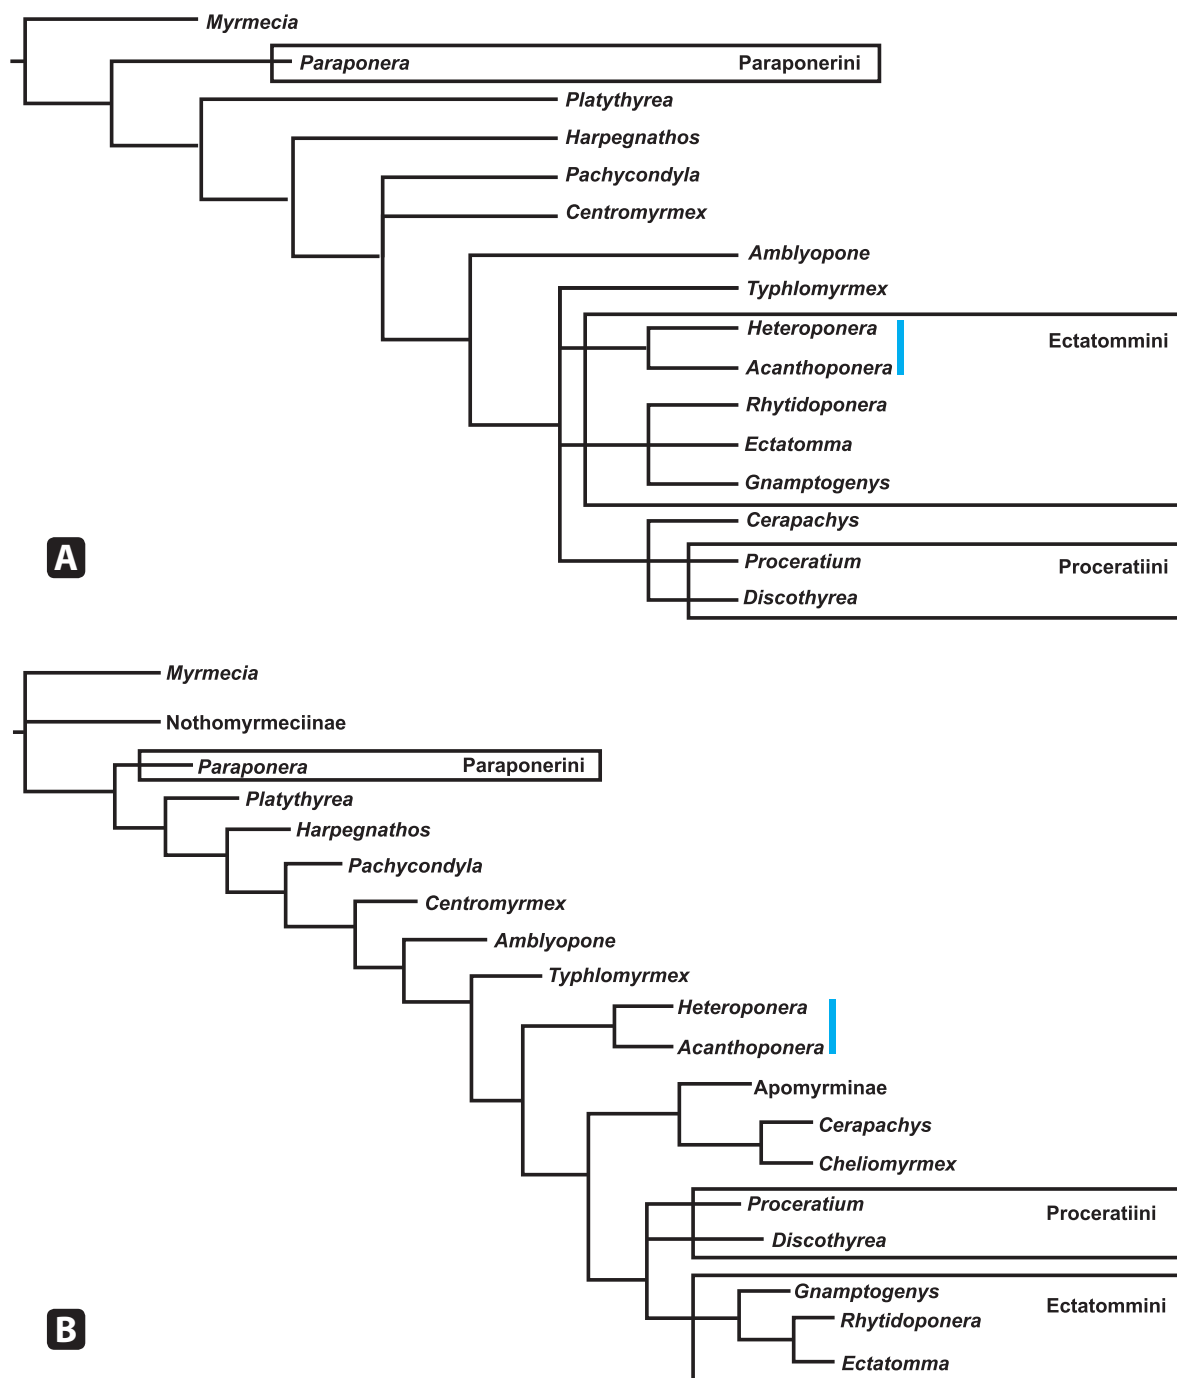 Myrmecia
Paraponera Paraponerini
Platythyrea
Harpegnathos
Pachycondyla
Centromyrmex
Amblyopone
Typhlomyrmex
Heteroponera
Ectatommini
Acanthoponera
Rhytidoponera
Ectatomma
Gnamptogenys
Cerapachys
A
Proceratium Proceratiini
Discothyrea
Myrmecia
Nothomyrmeciinae
Paraponera Paraponerini
Platythyrea
Harpegnathos
Pachycondyla
Centromyrmex
Amblyopone
Typhlomyrmex
Heteroponera
Acanthoponera
Apomyrminae
Cerapachys
Cheliomyrmex
Proceratium Proceratiini
Discothyrea
Gnamptogenys
Ectatommini
Rhytidoponera
B
Ectatomma